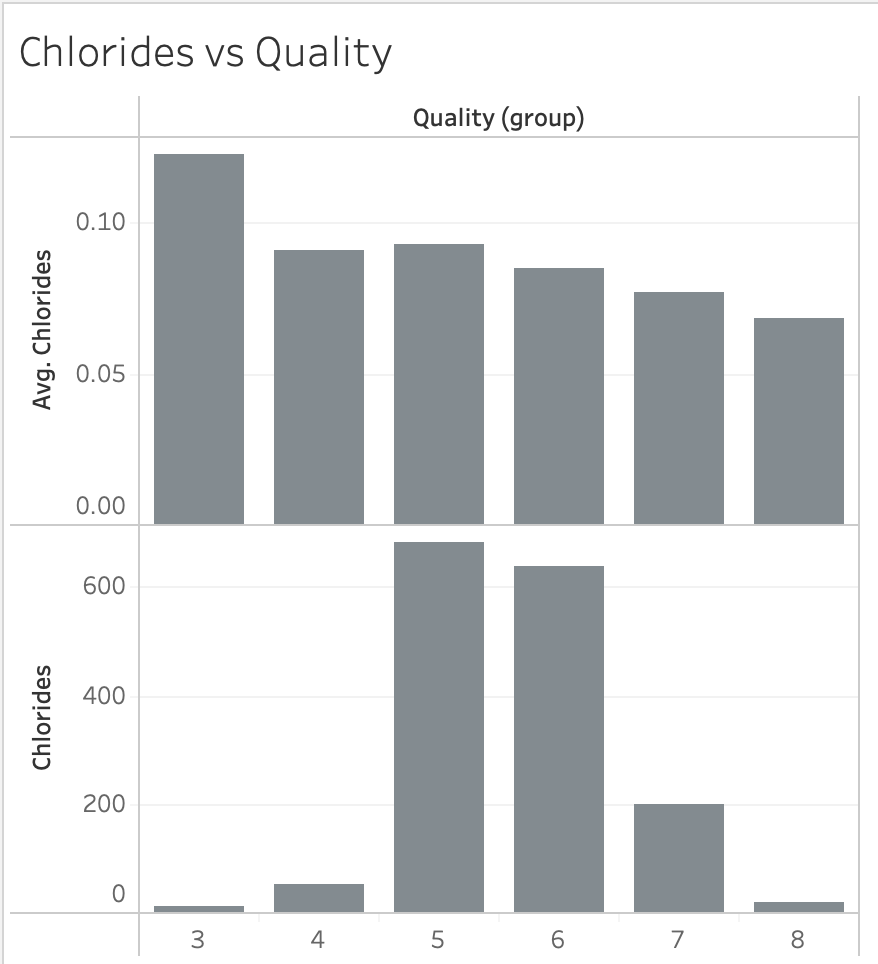 Chlorides vs Quality
Quality (group)
Avg. Chlorides
0.10
0.05
0.00
Chlorides
600
400
200
0
3 4 5 6 7 8